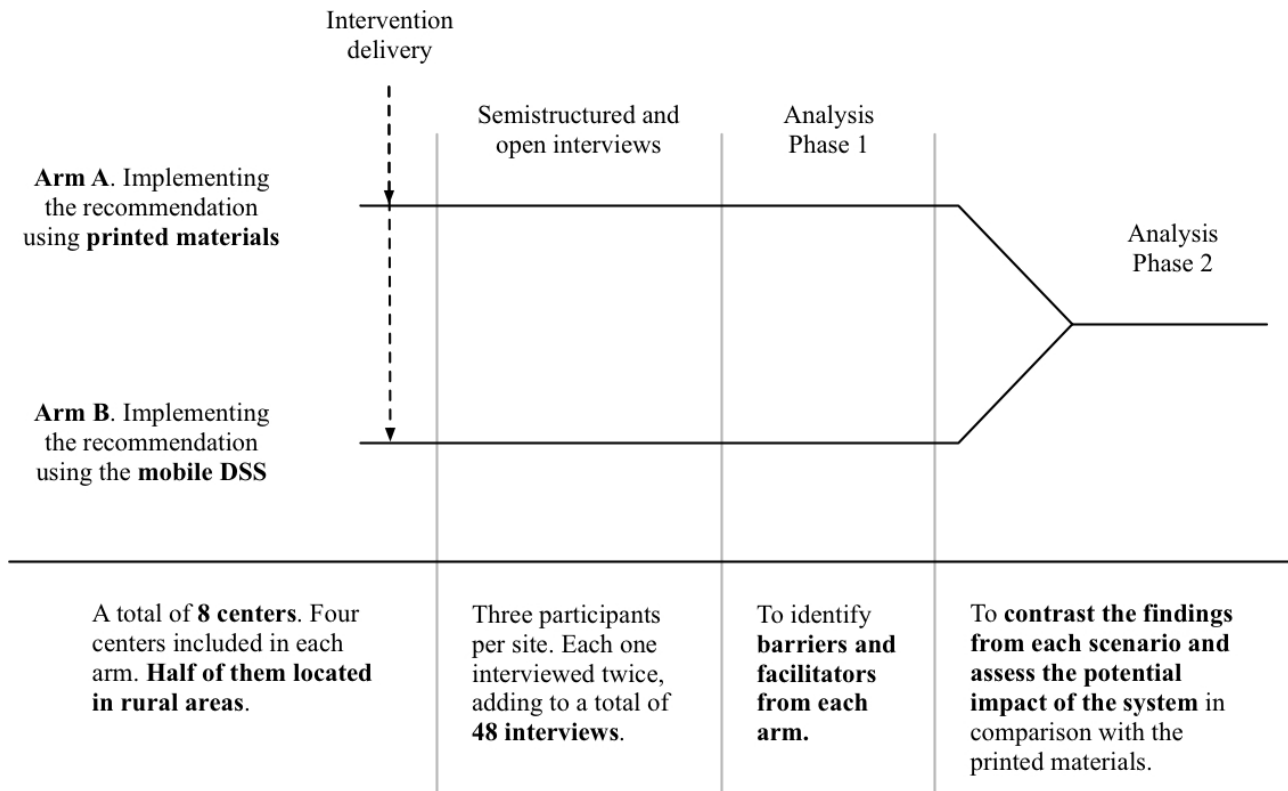 Intervention
delivery
Semistructured and
open interviews
Analysis
Phase 1
Arm A. Implementing
the recommendation
using printed materials
Analysis
Phase 2
Arm B. Implementing
the recommendation
using the mobile DSS
A total of 8 centers. Four
centers included in each
arm. Half of them located
in rural areas.
Three participants
per site. Each one
interviewed twice,
adding to a total of
48 interviews.
To identify
barriers and
facilitators
from each
arm.
To contrast the findings
from each scenario and
assess the potential
impact of the system in
comparison with the
printed materials.